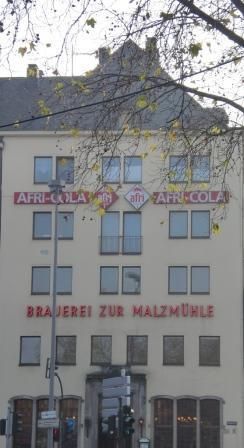 AFRI-COLA afri afri AFRI-COLA
BRAUEREI ZUR MALZMÜHLE